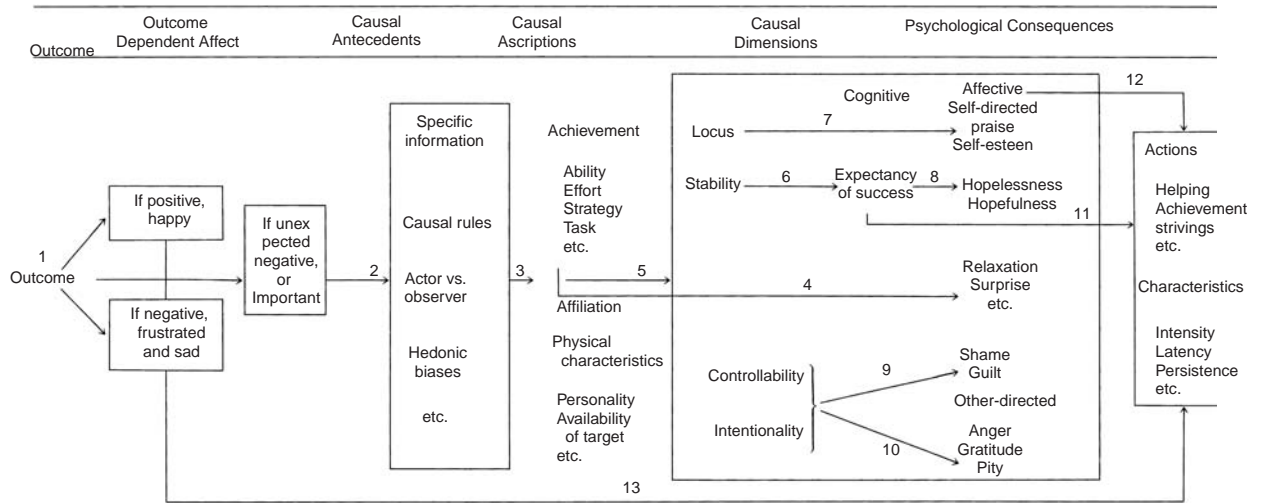 Outcome
Outcome
Dependent Affect
Causal
Antecedents
Causal
Ascriptions
Causal
Dimensions
Psychological Consequences
1
Outcome
If positive,
happy
If negative,
frustrated
and sad
If unex
pected
negative,
or
Important
2
Specific
information
Causal rules
Actor vs.
observer
Hedonic
biases
etc.
3
Achievement
Ability
Effort
Strategy
Task
etc.
Affiliation
Physical
characteristics
Personality
Availability
of target
etc.
5
4
Locus
7
Cognitive
Affective
Self-directed
praise
Self-esteen
12
Stability
6
Expectancy
of success
8
Hopelessness
Hopefulness
11
Relaxation
Surprise
etc.
Controllability
Intentionality
9
Shame
Guilt
Other-directed
10
Anger
Gratitude
Pity
Actions
Helping
Achievement
strivings
etc.
Characteristics
Intensity
Latency
Persistence
etc.
13